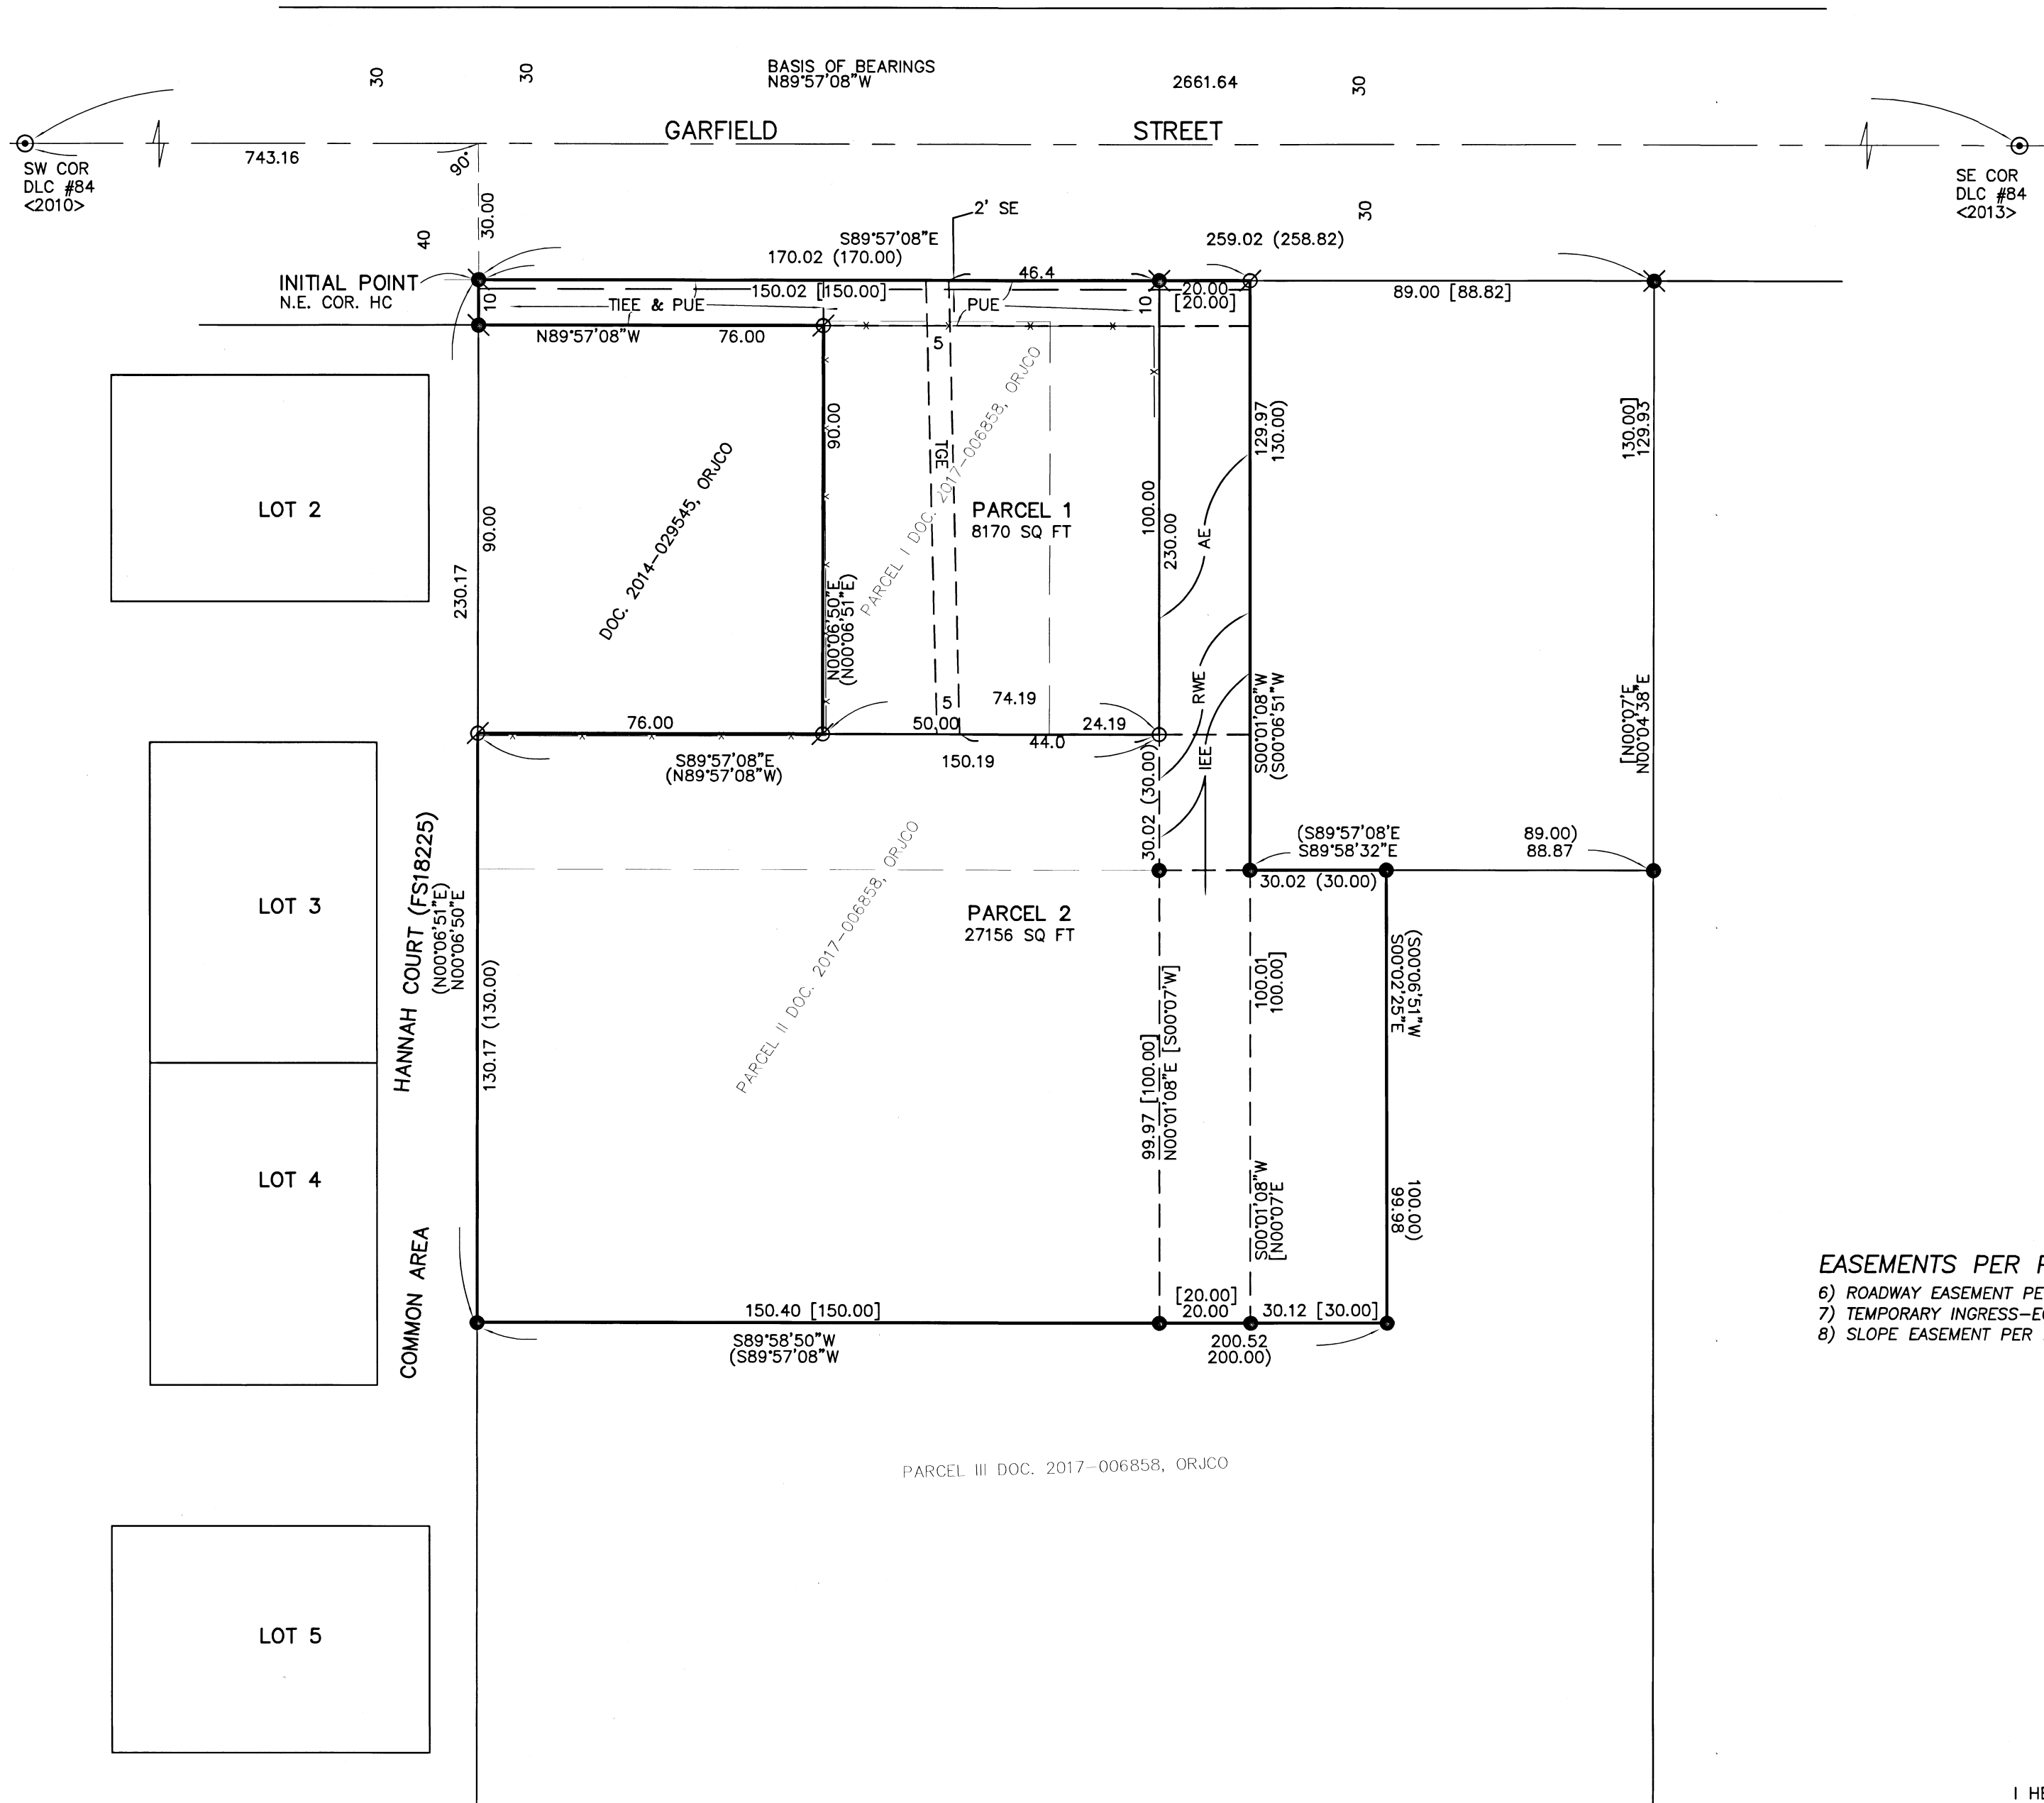 BASIS OF BEARINGS
N89°57'08"W
2661.64
30
30
30
GARFIELD STREET
743.16
90°
SW COR
DLC #84
<2010>
SE COR
DLC #84
<2013>
30.00
40
30
2' SE
S89°57'08"E
170.02 (170.00)
259.02 (258.82)
INITIAL POINT
N.E. COR. HC
46.4
10
150.02 [150.00]
20.00
[20.00]
89.00 [88.82]
TIEE & PUE
PUE
10
N89°57'08"W 76.00
5
LOT 2
230.17
90.00
DOC. 2014-029545, ORJCO
90.00
N00°06'50"E
(N00°06'51"E)
TGE
PARCEL I DOC. 2017-006858, ORJCO
PARCEL 1
8170 SQ FT
100.00
230.00
AE
RWE
IEE
129.97
130.00)
S00°01'08"W
(S00°06'51"W
130.00]
129.93
[N00°07'E
N00°04'38"E
76.00
S89°57'08"E
(N89°57'08"W)
5
74.19
50.00
24.19
44.0
150.19
30.02 (30.00)
(S89°57'08'E 89.00)
S89°58'32"E 88.87
30.02 (30.00)
LOT 3
HANNAH COURT (FS18225)
(N00°06'51"E)
N00°06'50"E
130.17 (130.00)
PARCEL II DOC. 2017-006858, ORJCO
PARCEL 2
27156 SQ FT
99.97 [100.00]
N00°01'08"E [S00°07'W]
100.01
100.00]
S00°01'08"W
[N00°07'E
(S00°06'51"W
S00°02'25"E
100.00)
99.98
LOT 4
COMMON AREA
150.40 [150.00]
[20.00]
20.00
30.12 [30.00]
S89°58'50"W
(S89°57'08"W
200.52
200.00)
EASEMENTS PER
6) ROADWAY EASEMENT PE
7) TEMPORARY INGRESS-E
8) SLOPE EASEMENT PER
PARCEL III DOC. 2017-006858, ORJCO
LOT 5
I H